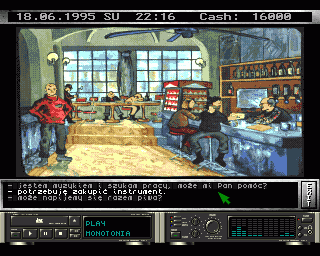 18.06.1995 SU 22:16 Cash: 16000
- jestem muzykiem i szukam pracy, może mi Pan pomóc?
- potrzebuję zakupić instrument.
- może napijemy się razem piwa?
EXIT
PLAY
MONOTONIA